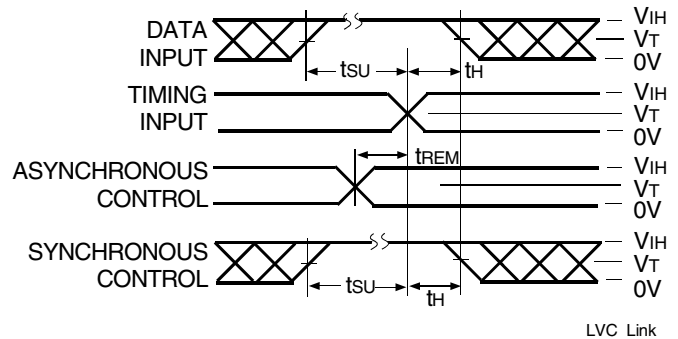 DATA
INPUT
VIH
VT
0V
tSU
tH
TIMING
INPUT
VIH
VT
0V
tREM
ASYNCHRONOUS
CONTROL
VIH
VT
0V
SYNCHRONOUS
CONTROL
VIH
VT
0V
tSU
tH
LVC Link